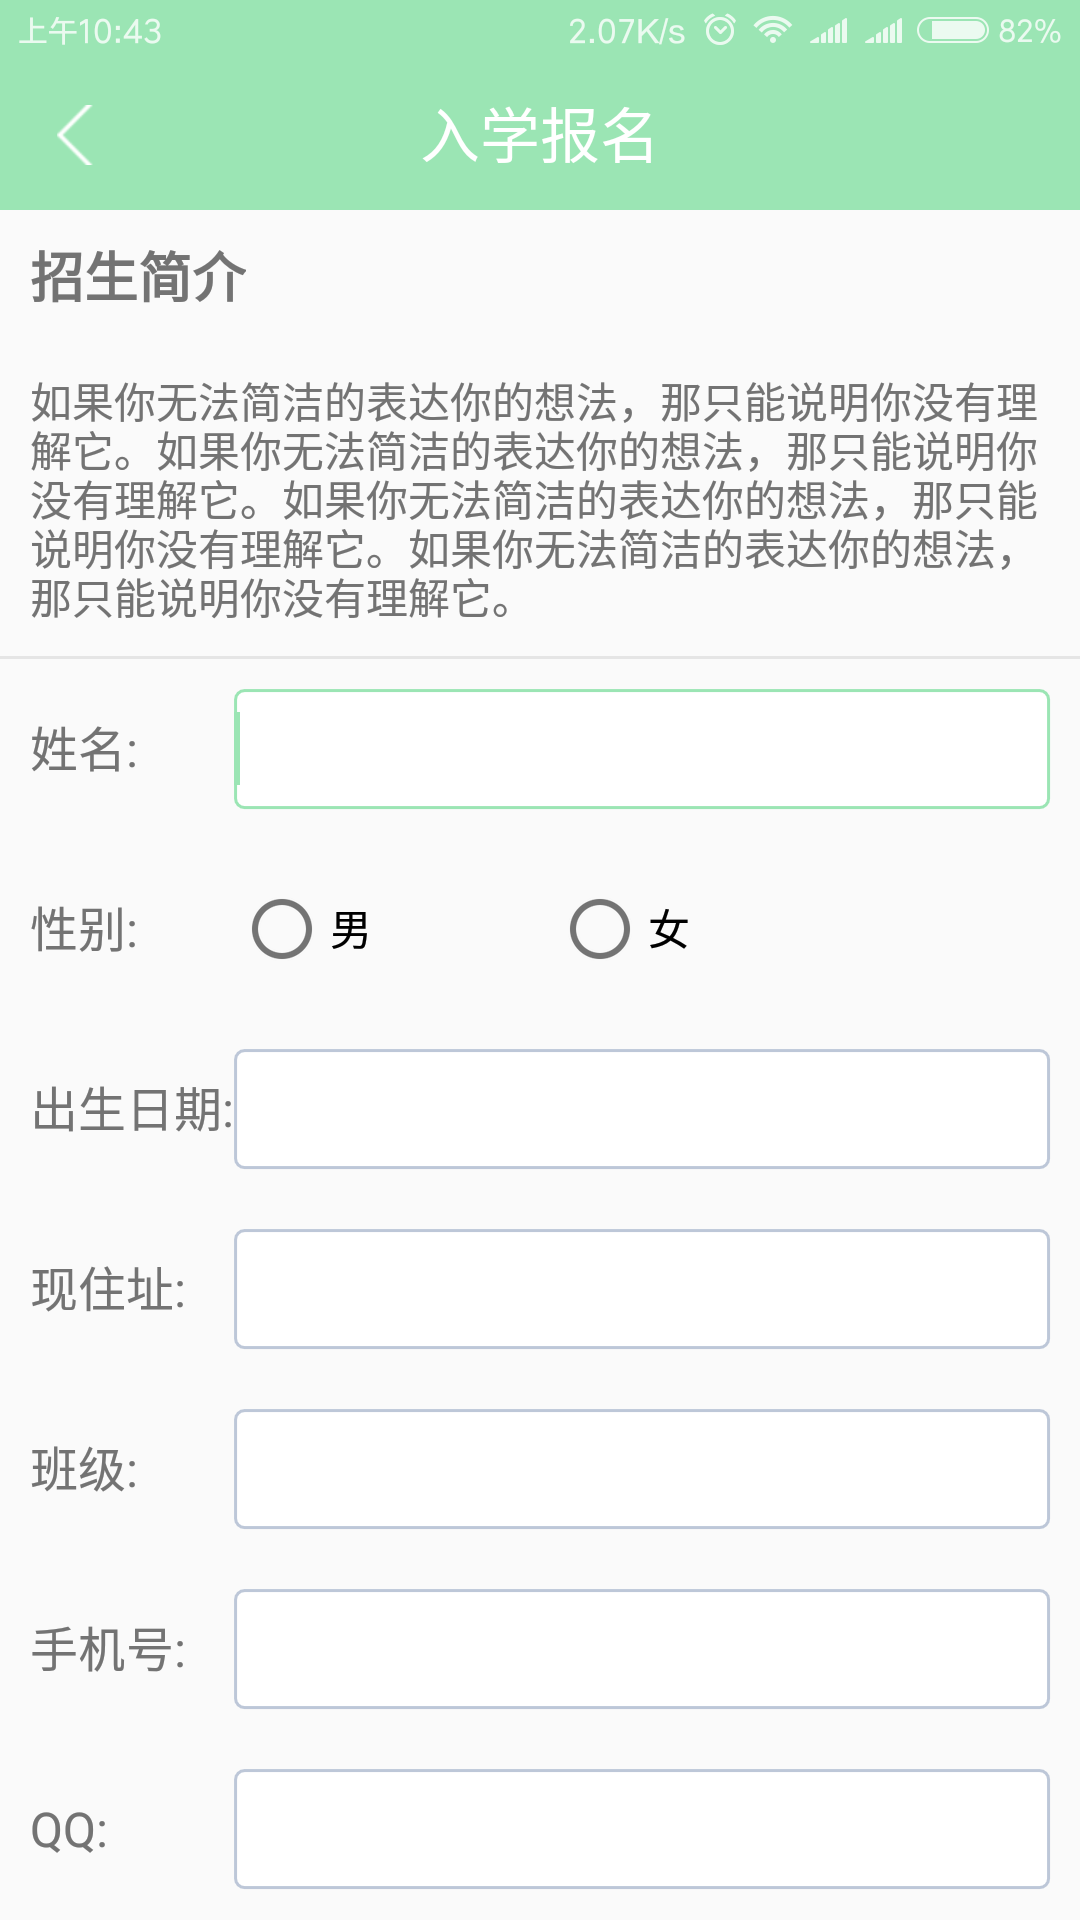 上午10:43 2.07K/s 82%
入学报名
招生简介
如果你无法简洁的表达你的想法，那只能说明你没有理
解它。如果你无法简洁的表达你的想法，那只能说明你
没有理解它。如果你无法简洁的表达你的想法，那只能
说明你没有理解它。如果你无法简洁的表达你的想法，
那只能说明你没有理解它。
姓名:
性别: 男 女
出生日期:
现住址:
班级:
手机号:
QQ: